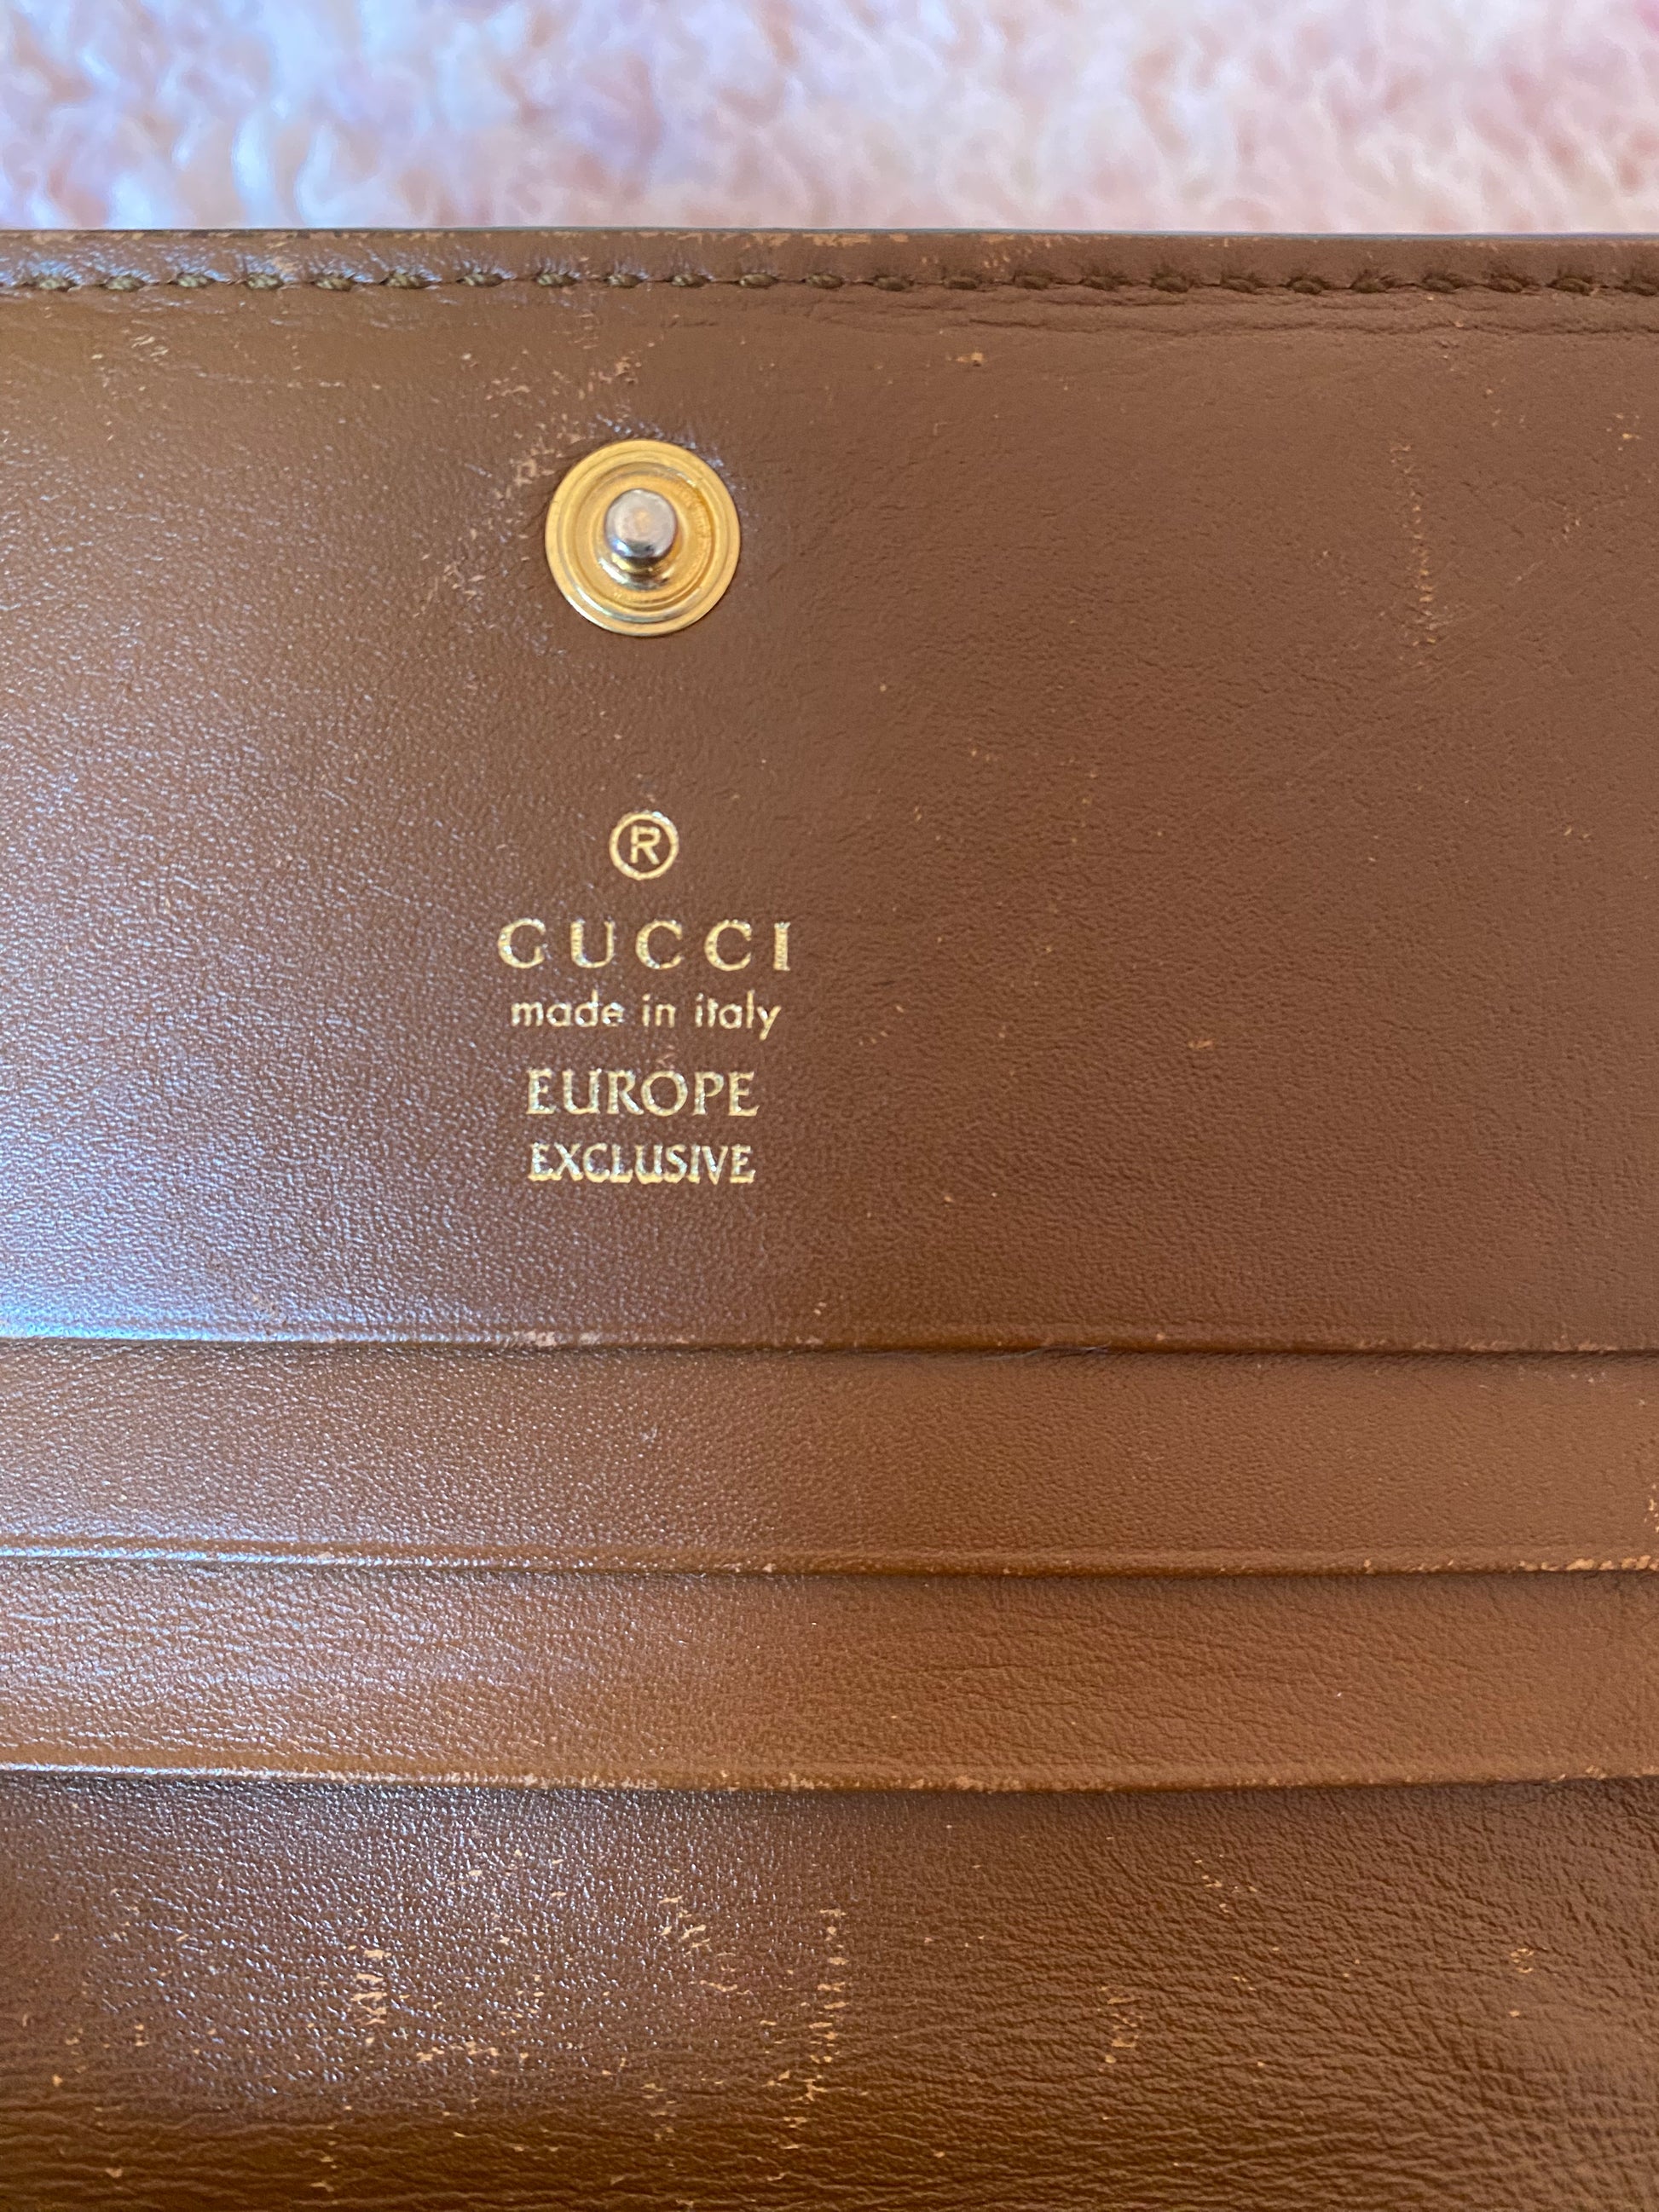 ®
GUCCI
made in italy
EUROPE
EXCLUSIVE